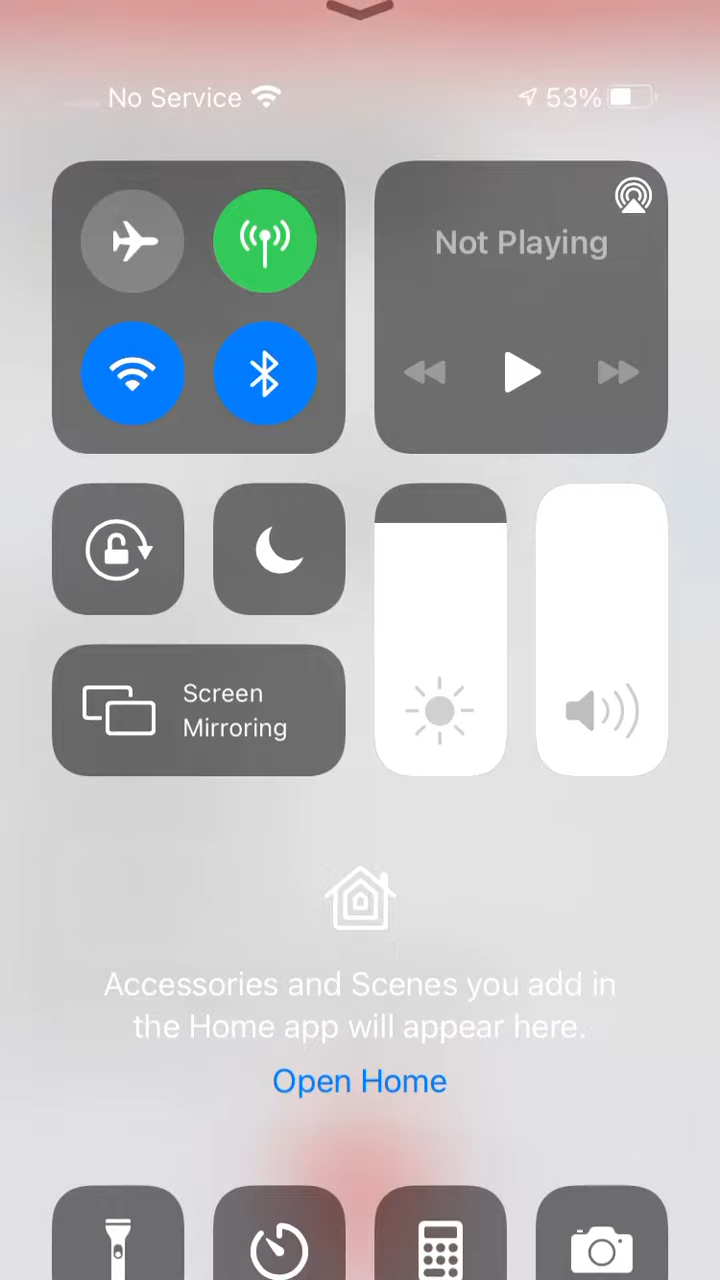 No Service
53%
Not Playing
Screen
Mirroring
Accessories and Scenes you add in
the Home app will appear here.
Open Home